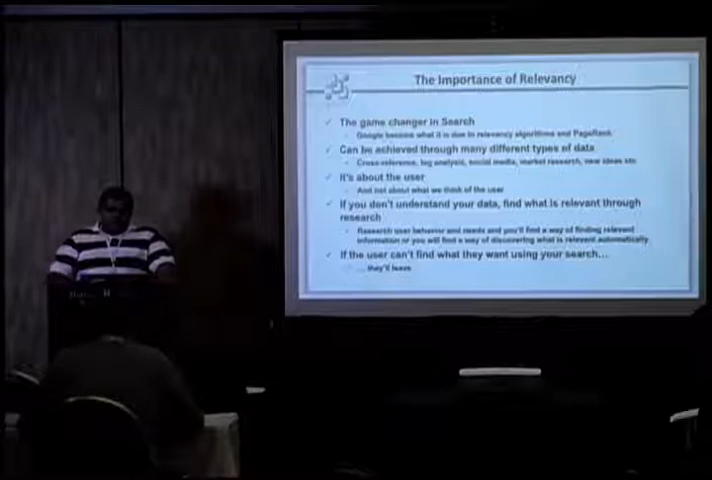 The Importance of Relevancy
The game changer in Search
Google became what it is due to relevancy algorithms and PageRank
Can be achieved through many different types of data
Cross-reference, log analysis, social media, market research, new ideas etc
It's about the user
And not about what we think of the user
If you don't understand your data, find what is relevant through
research
Research user behavior and needs and you'll find a way of finding relevant
information or you will find a way of discovering what is relevant automatically
If the user can't find what they want using your search...
... they'll leave